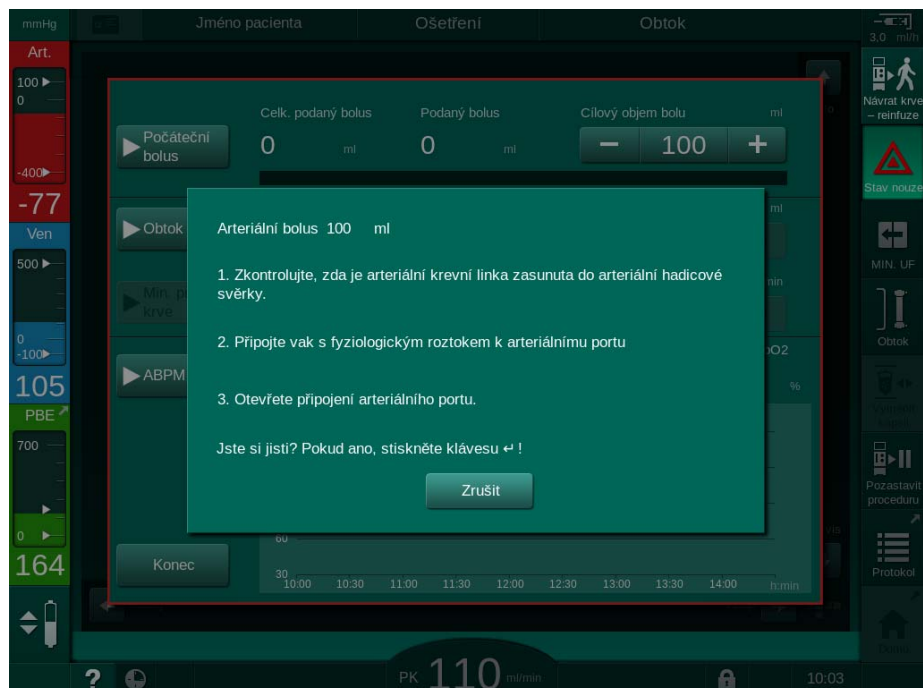 mmHg
Jméno pacienta
Ošetření
Obtok
3,0 ml/h
Art.
100
0
-400
-77
Ven
500
0
-100
105
PBE
700
0
164
Celk. podaný bolus
Podaný bolus
Cílový objem bolu
ml
Počáteční
bolus
0 ml
0 ml
− 100 +
Obtok
ml
Arteriální bolus 100 ml
1. Zkontrolujte, zda je arteriální krevní linka zasunuta do arteriální hadicové
svěrky.
2. Připojte vak s fyziologickým roztokem k arteriálnímu portu
3. Otevřete připojení arteriálního portu.
Jste si jisti? Pokud ano, stiskněte klávesu ↵ !
Zrušit
Min.
krve
ABPM
%
60
30
10:00 10:30 11:00 11:30 12:00 12:30 13:00 13:30 14:00 h:min
Konec
Návrat krve
– reinfuze
Stav nouze
MIN. UF
Obtok
Pozastavit
proceduru
Protokol
?
PK 110 ml/min
10:03